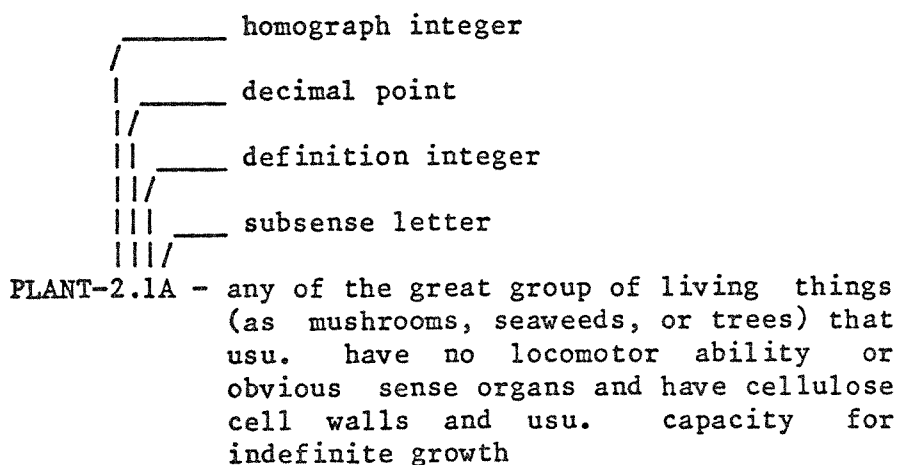 homograph integer
decimal point
definition integer
subsense letter
PLANT-2.1A - any of the great group of living things
(as mushrooms, seaweeds, or trees) that
usu. have no locomotor ability or
obvious sense organs and have cellulose
cell walls and usu. capacity for
indefinite growth